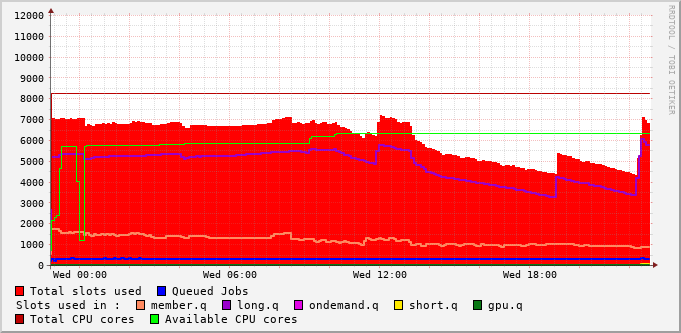 12000
11000
10000
9000
8000
7000
6000
5000
4000
3000
2000
1000
0
Wed 00:00 Wed 06:00 Wed 12:00 Wed 18:00
Total slots used Queued Jobs
Slots used in : member.q long.q ondemand.q short.q gpu.q
Total CPU cores Available CPU cores
RRDTOOL / TOBI OETIKER